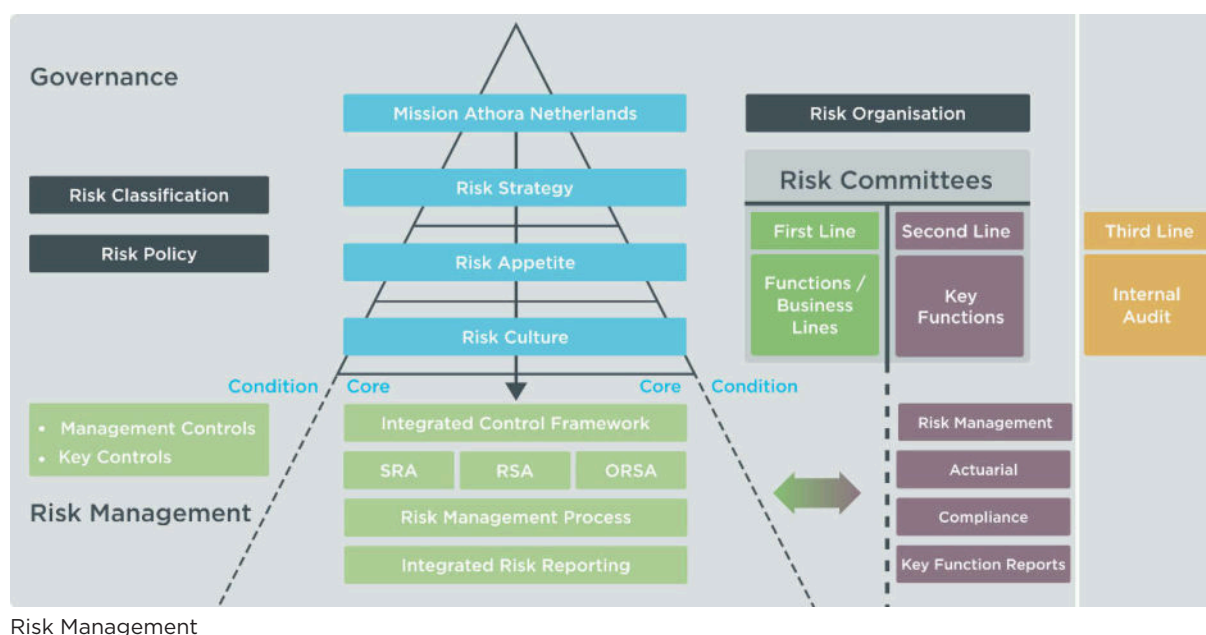 Governance
Mission Athora Netherlands
Risk Organisation
Risk Classification
Risk Strategy
Risk Committees
Risk Policy
First Line
Second Line
Third Line
Risk Appetite
Functions /
Business
Lines
Key
Functions
Internal
Audit
Risk Culture
Condition
Core
Core
Condition
• Management Controls
• Key Controls
Integrated Control Framework
Risk Management
SRA
RSA
ORSA
Actuarial
Risk Management
Risk Management Process
Compliance
Integrated Risk Reporting
Key Function Reports
Risk Management